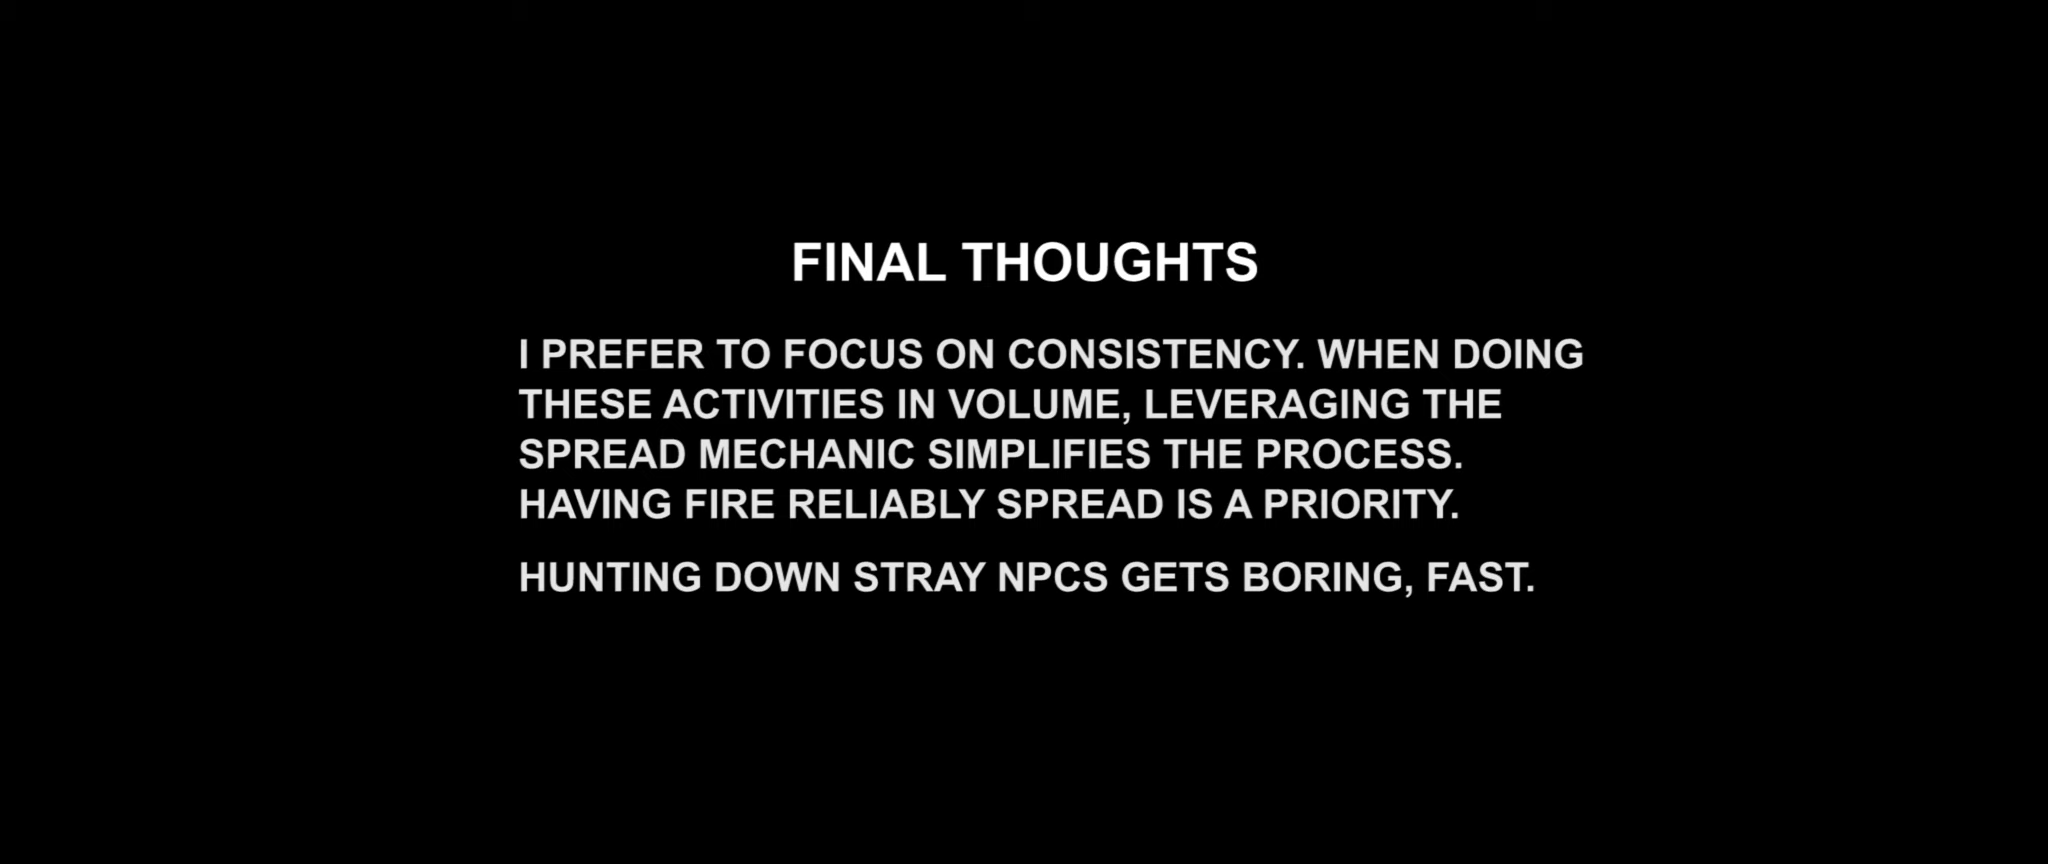 FINAL THOUGHTS
I PREFER TO FOCUS ON CONSISTENCY. WHEN DOING
THESE ACTIVITIES IN VOLUME, LEVERAGING THE
SPREAD MECHANIC SIMPLIFIES THE PROCESS.
HAVING FIRE RELIABLY SPREAD IS A PRIORITY.
HUNTING DOWN STRAY NPCS GETS BORING, FAST.